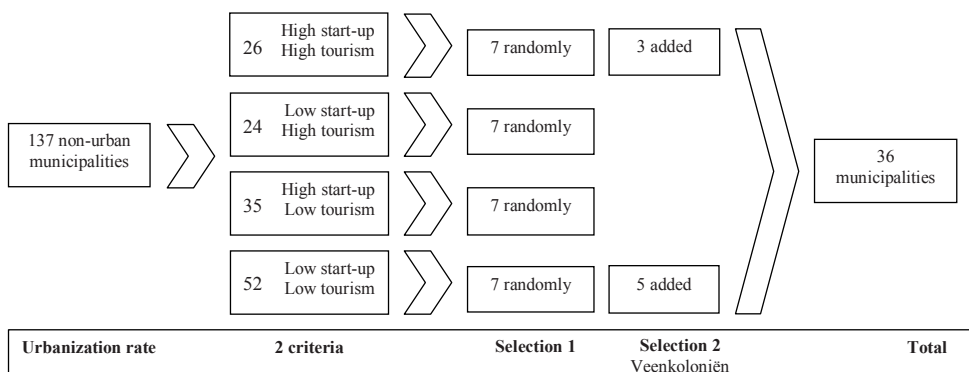 137 non-urban
municipalities
26
High start-up
High tourism
7 randomly
3 added
24
Low start-up
High tourism
7 randomly
35
High start-up
Low tourism
7 randomly
52
Low start-up
Low tourism
7 randomly
5 added
36
municipalities
Urbanization rate
2 criteria
Selection 1
Selection 2
Veenkoloniën
Total